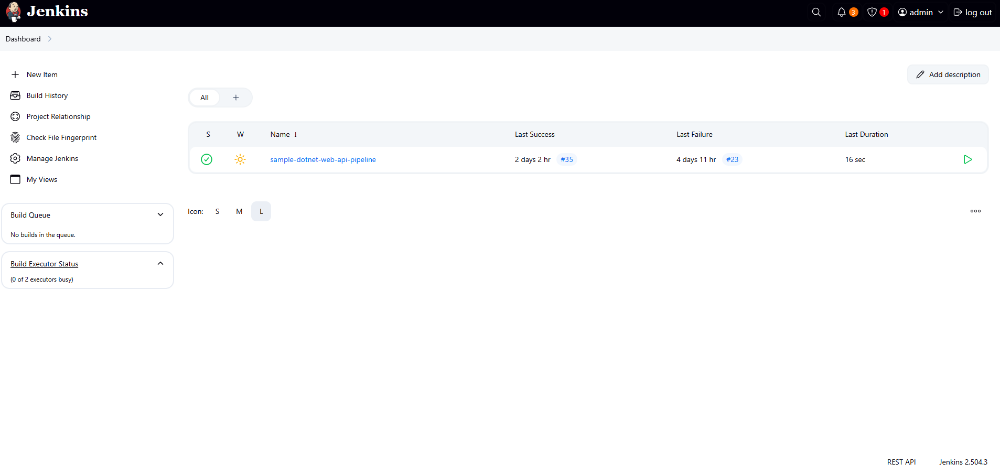 Jenkins
3
1
admin
log out
Dashboard
New Item
Build History
Project Relationship
Check File Fingerprint
Manage Jenkins
My Views
Build Queue
No builds in the queue.
Build Executor Status
(0 of 2 executors busy)
Add description
All
S W Name ↓ Last Success Last Failure Last Duration
sample-dotnet-web-api-pipeline 2 days 2 hr #35 4 days 11 hr #23 16 sec
Icon: S M L
REST API
Jenkins 2.504.3